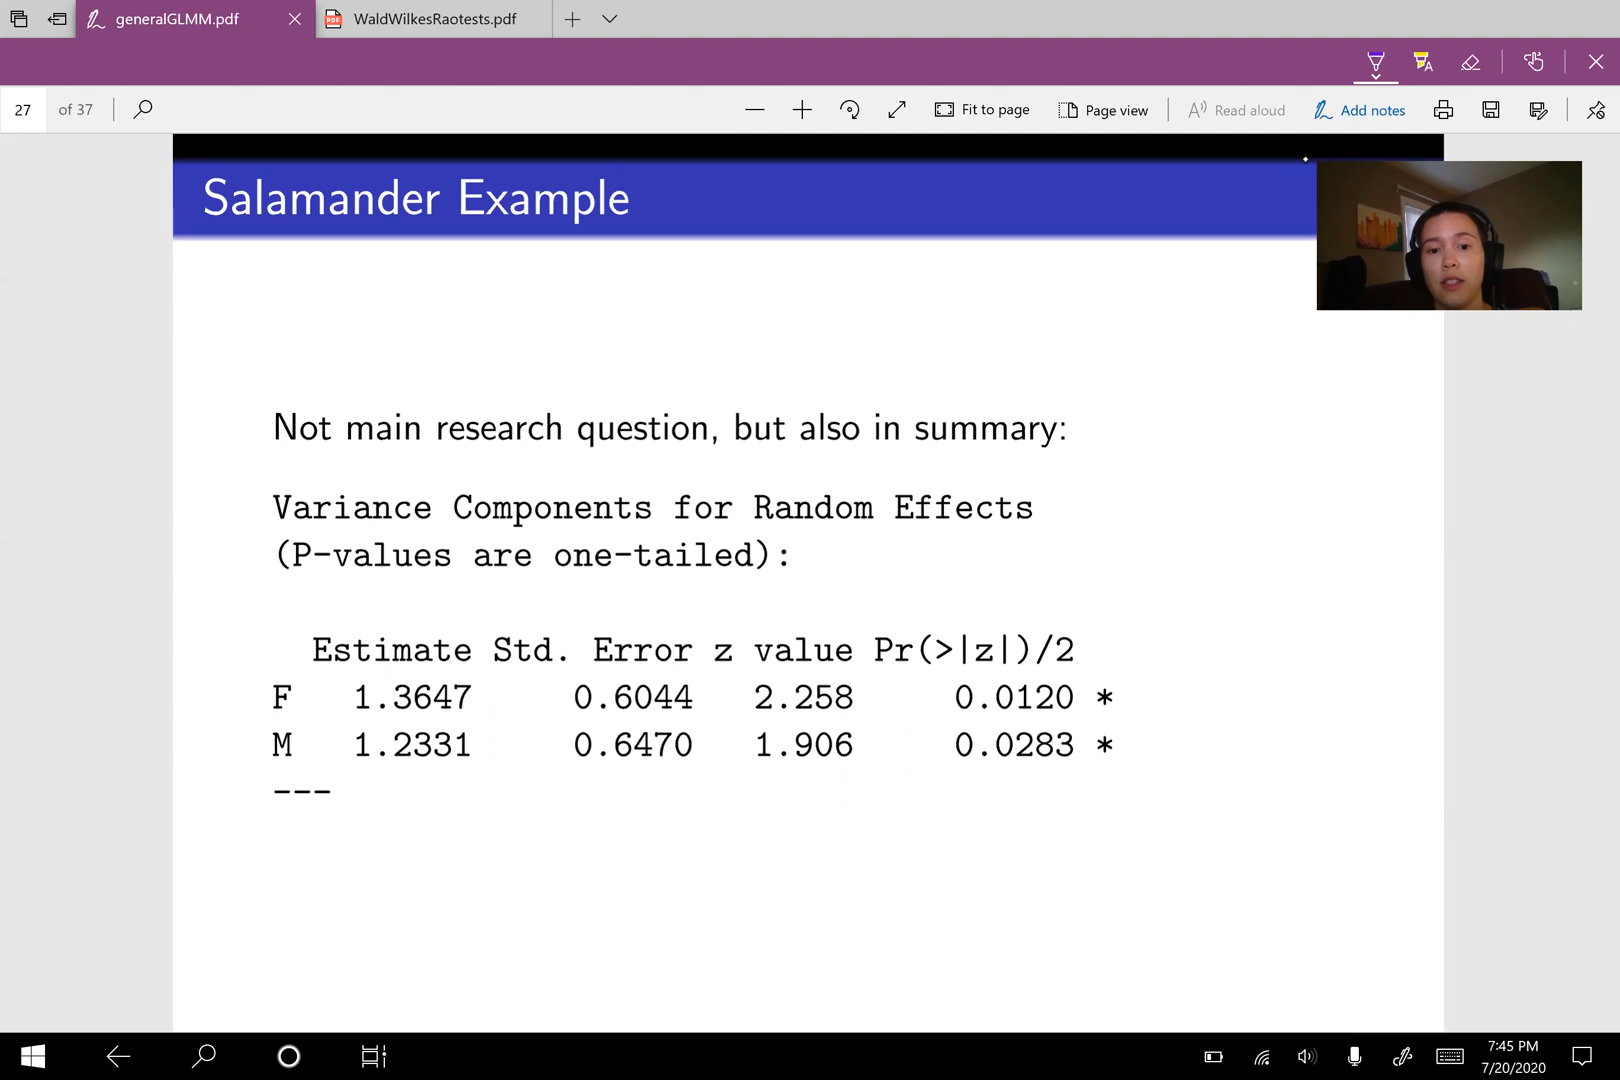 generalGLMM.pdf
WaldWilkesRaotests.pdf
27 of 37
Fit to page
Page view
Read aloud
Add notes
Salamander Example
Not main research question, but also in summary:
Variance Components for Random Effects
(P-values are one-tailed):
Estimate Std. Error z value Pr(>|z|)/2
F 1.3647 0.6044 2.258 0.0120 *
M 1.2331 0.6470 1.906 0.0283 *
---
7:45 PM
7/20/2020